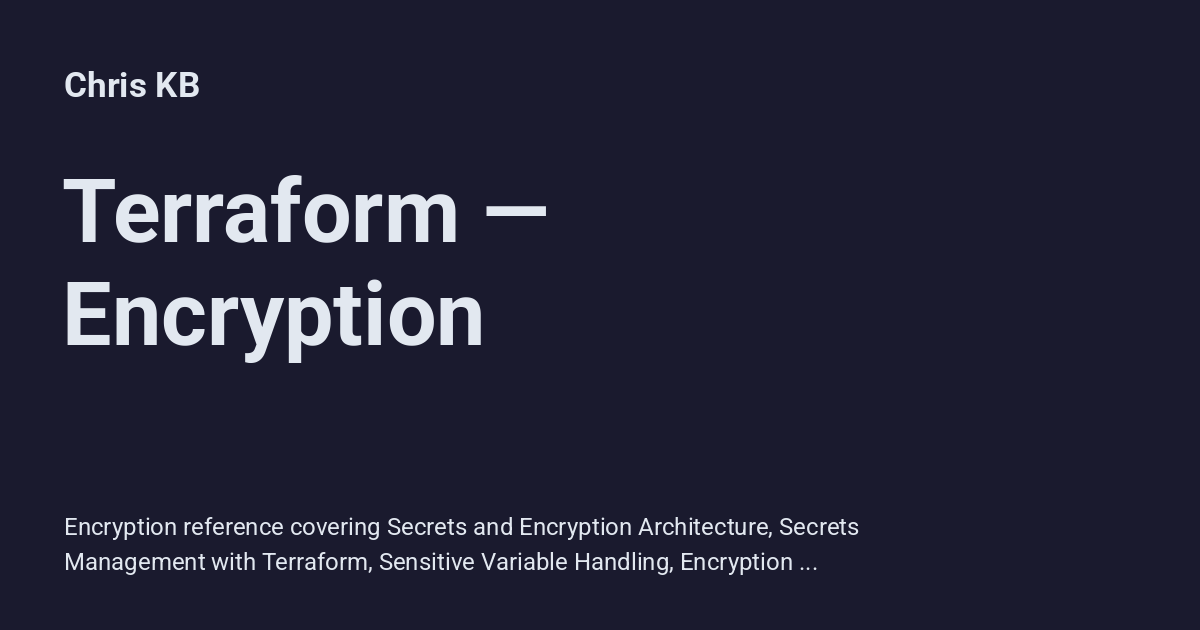 Chris KB
Terraform —
Encryption
Encryption reference covering Secrets and Encryption Architecture, Secrets
Management with Terraform, Sensitive Variable Handling, Encryption ...